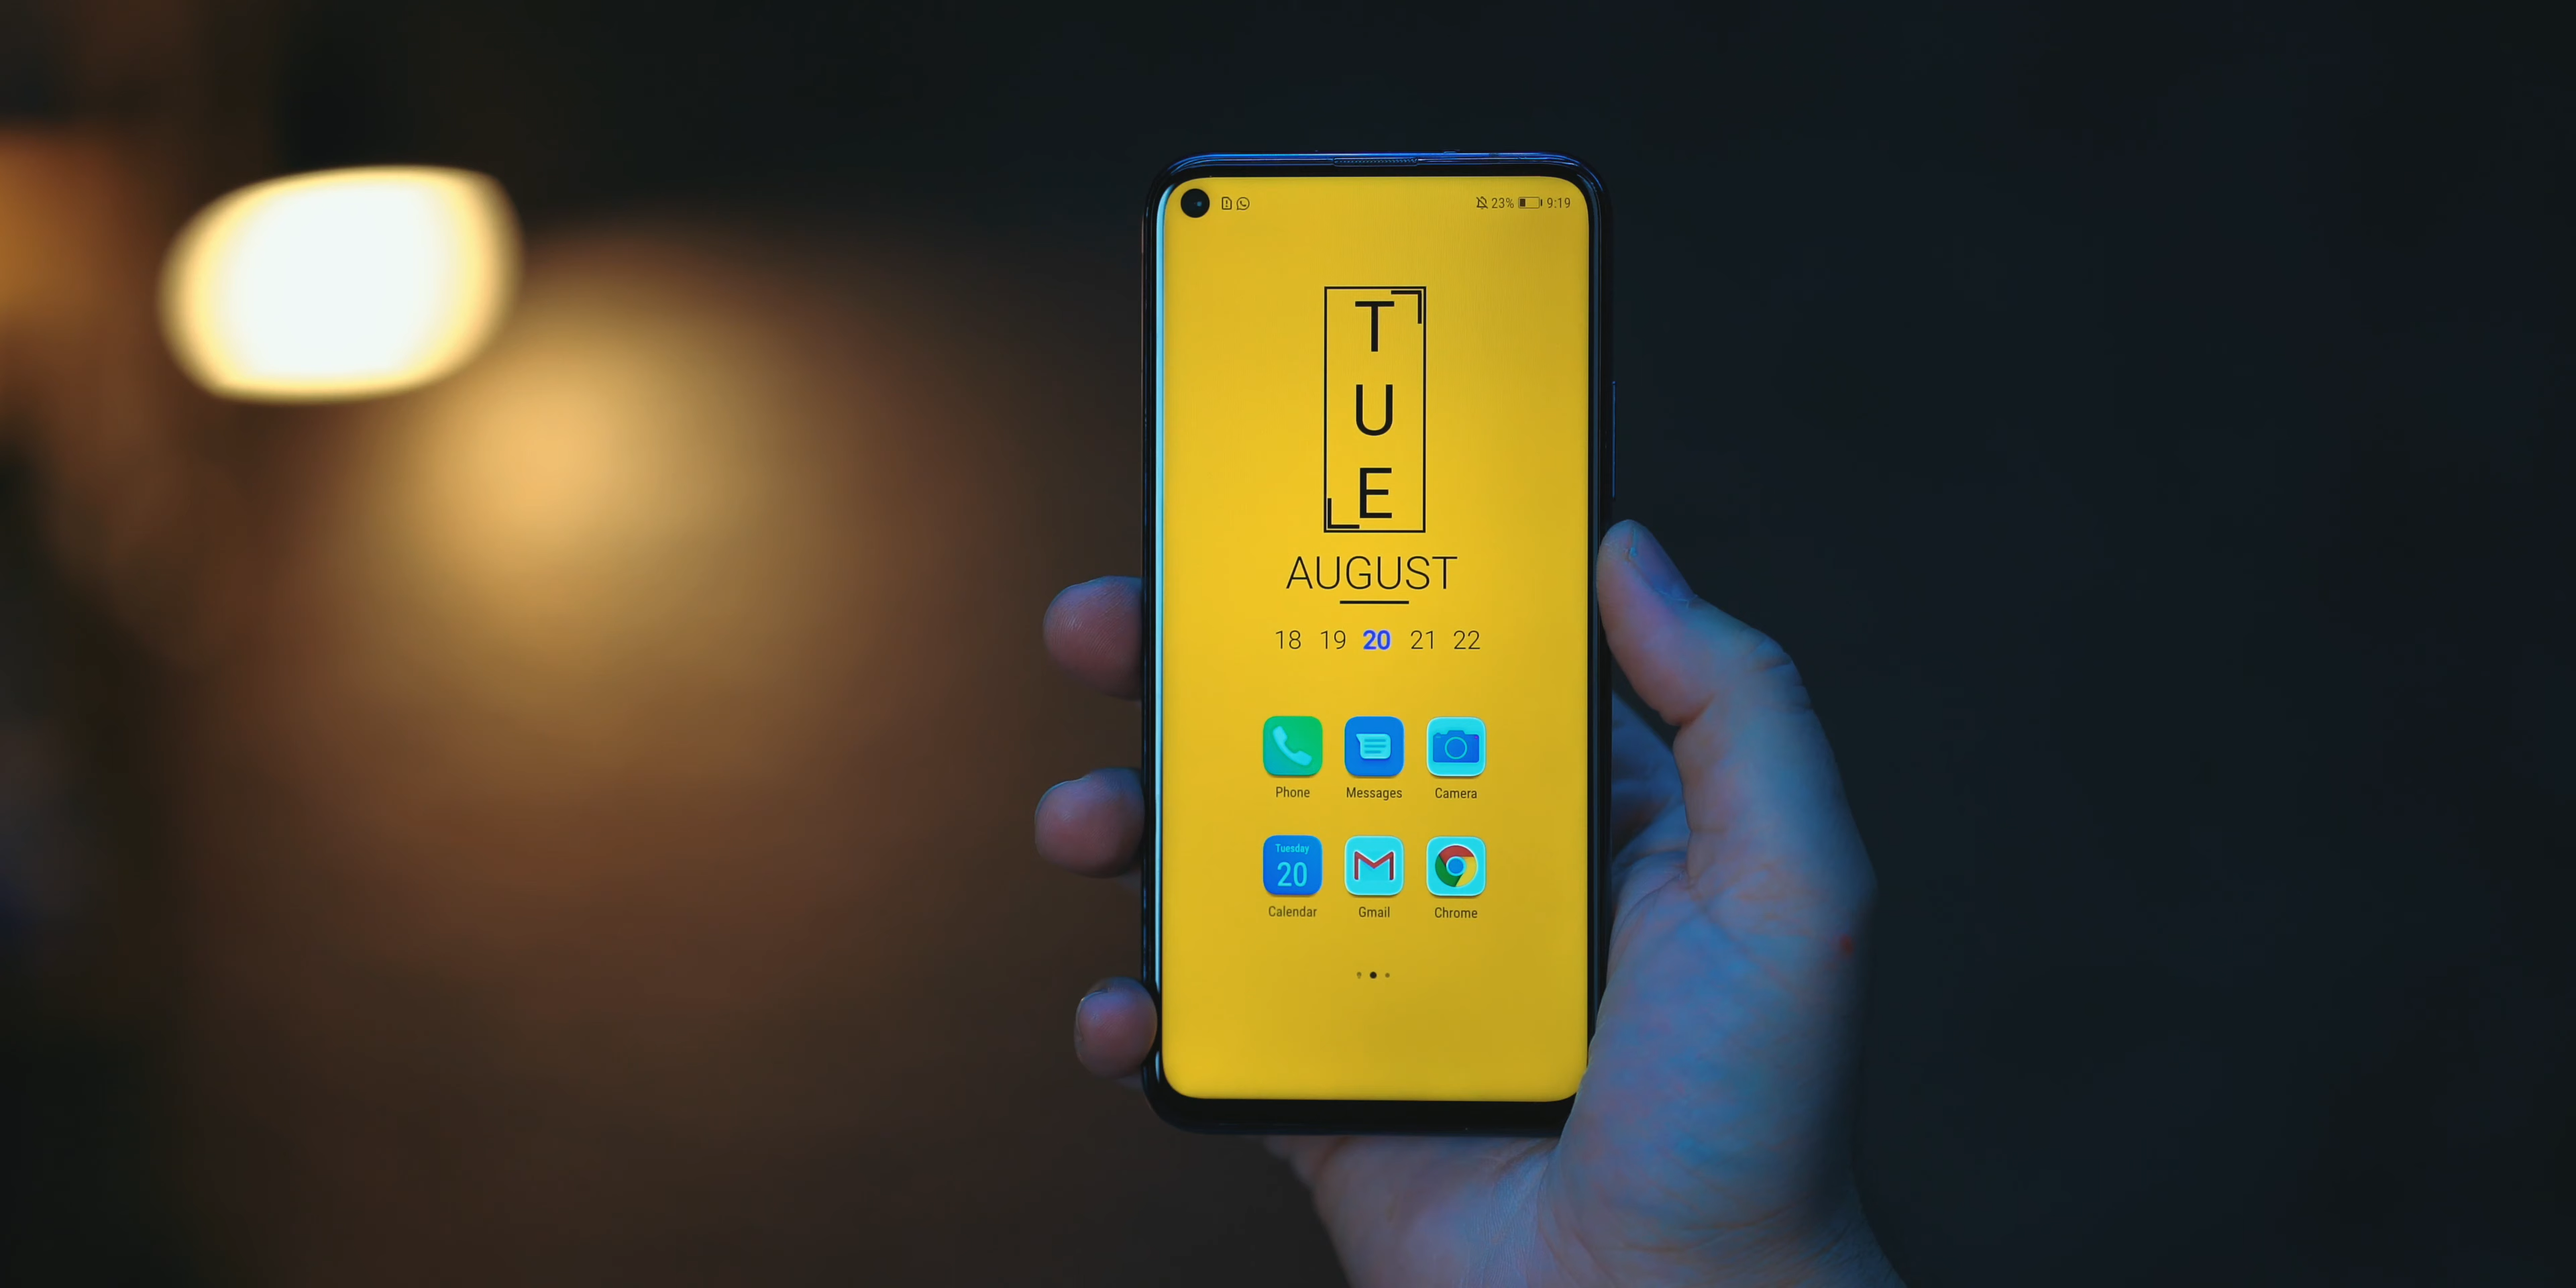 23% 9:19
T
U
E
AUGUST
18 19 20 21 22
Phone Messages Camera
Tuesday
20
Calendar Gmail Chrome